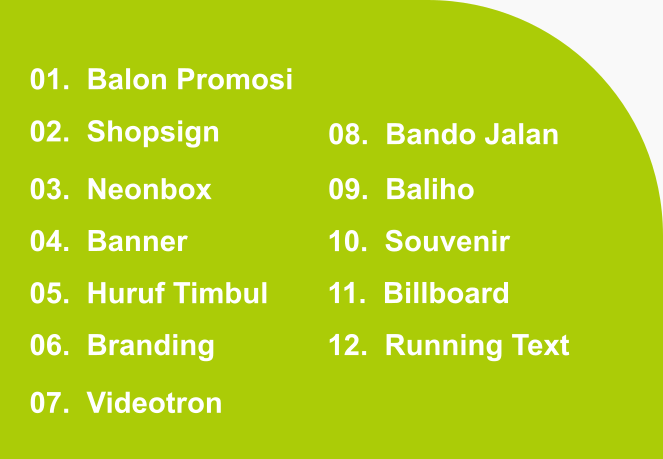 01. Balon Promosi
02. Shopsign
03. Neonbox
04. Banner
05. Huruf Timbul
06. Branding
07. Videotron
08. Bando Jalan
09. Baliho
10. Souvenir
11. Billboard
12. Running Text